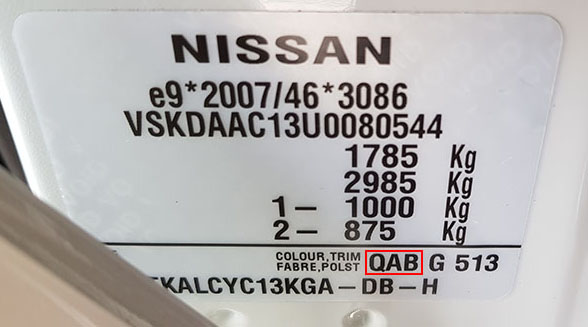 NISSAN
e9*2007/46*3086
VSKDAAC13U0080544
1785 Kg
2985 Kg
1– 1000 Kg
2– 875 Kg
COLOUR,TRIM QAB G 513
FABRE,POLST
KALCYC13KGA–DB–H